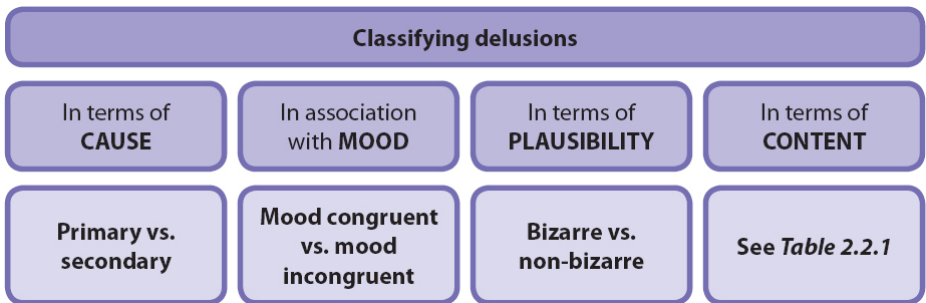 Classifying delusions
In terms of
CAUSE
In association
with MOOD
In terms of
PLAUSIBILITY
In terms of
CONTENT
Primary vs.
secondary
Mood congruent
vs. mood
incongruent
Bizarre vs.
non-bizarre
See Table 2.2.1